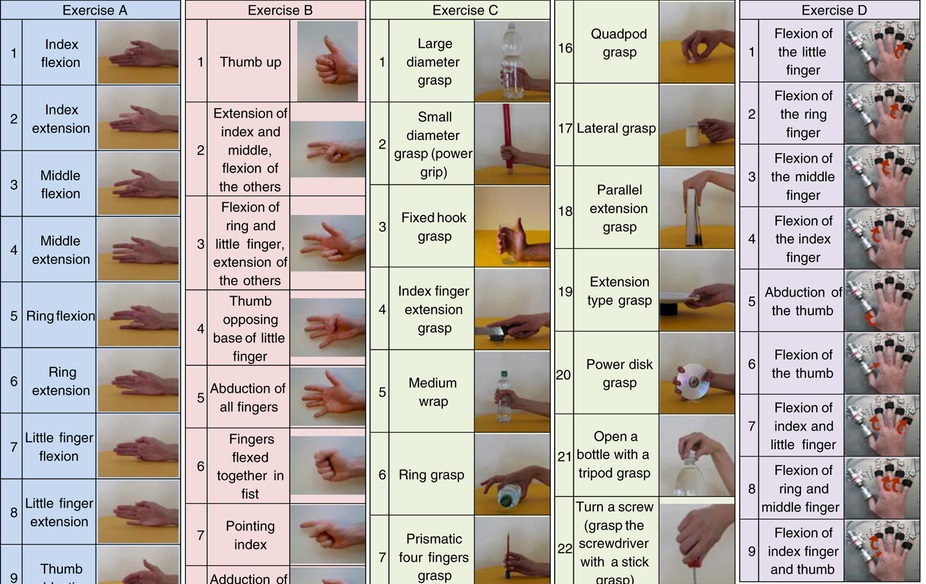 Exercise A
1
Index
flexion
2
Index
extension
3
Middle
flexion
4
Middle
extension
5
Ring flexion
6
Ring
extension
7
Little finger
flexion
8
Little finger
extension
9
Thumb
Exercise B
1
Thumb up
2
Extension of
index and
middle,
flexion of
the others
3
Flexion of
ring and
little finger,
extension of
the others
4
Thumb
opposing
base of little
finger
5
Abduction of
all fingers
6
Fingers
flexed
together in
fist
7
Pointing
index
Adduction of
Exercise C
1
Large
diameter
grasp
2
Small
diameter
grasp (power
grip)
3
Fixed hook
grasp
4
Index finger
extension
grasp
5
Medium
wrap
6
Ring grasp
7
Prismatic
four fingers
grasp
16
Quadpod
grasp
17
Lateral grasp
18
Parallel
extension
grasp
19
Extension
type grasp
20
Power disk
grasp
21
Open a
bottle with a
tripod grasp
22
Turn a screw
(grasp the
screwdriver
with a stick
grasp)
Exercise D
1
Flexion of
the little
finger
2
Flexion of
the ring
finger
3
Flexion of
the middle
finger
4
Flexion of
the index
finger
5
Abduction of
the thumb
6
Flexion of
the thumb
7
Flexion of
index and
little finger
8
Flexion of
ring and
middle finger
9
Flexion of
index finger
and thumb